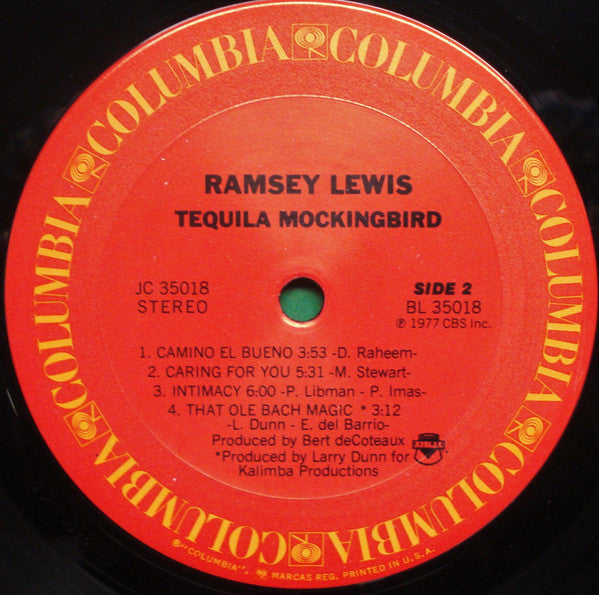 COLUMBIA COLUMBIA COLUMBIA COLUMBIA COLUMBIA COLUMBIA COLUMBIA
RAMSEY LEWIS
TEQUILA MOCKINGBIRD
JC 35018 SIDE 2
STEREO BL 35018
℗ 1977 CBS Inc.
1. CAMINO EL BUENO 3:53 -D. Raheem-
2. CARING FOR YOU 5:31 -M. Stewart-
3. INTIMACY 6:00 -P. Libman - P. Imas-
4. THAT OLE BACH MAGIC * 3:12
-L. Dunn - E. del Barrio-
Produced by Bert deCoteaux
*Produced by Larry Dunn for
Kalimba Productions
® "COLUMBIA", MARCAS REG. PRINTED IN U.S.A.